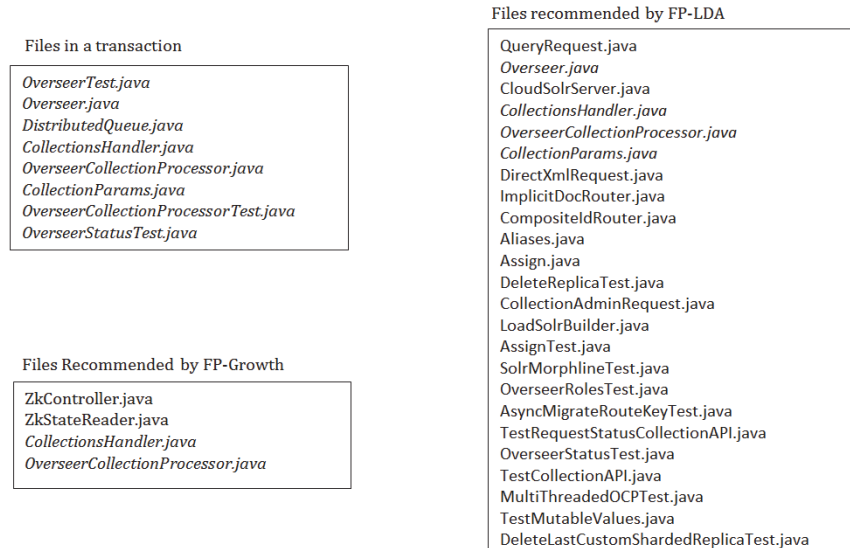 Files in a transaction
OverseerTest.java
Overseer.java
DistributedQueue.java
CollectionsHandler.java
OverseerCollectionProcessor.java
CollectionParams.java
OverseerCollectionProcessorTest.java
OverseerStatusTest.java
Files Recommended by FP-Growth
ZkController.java
ZkStateReader.java
CollectionsHandler.java
OverseerCollectionProcessor.java
Files recommended by FP-LDA
QueryRequest.java
Overseer.java
CloudSolrServer.java
CollectionsHandler.java
OverseerCollectionProcessor.java
CollectionParams.java
DirectXmlRequest.java
ImplicitDocRouter.java
CompositeIdRouter.java
Aliases.java
Assign.java
DeleteReplicaTest.java
CollectionAdminRequest.java
LoadSolrBuilder.java
AssignTest.java
SolrMorphlineTest.java
OverseerRolesTest.java
AsyncMigrateRouteKeyTest.java
TestRequestStatusCollectionAPI.java
OverseerStatusTest.java
TestCollectionAPI.java
MultiThreadedOCPTest.java
TestMutableValues.java
DeleteLastCustomShardedReplicaTest.java